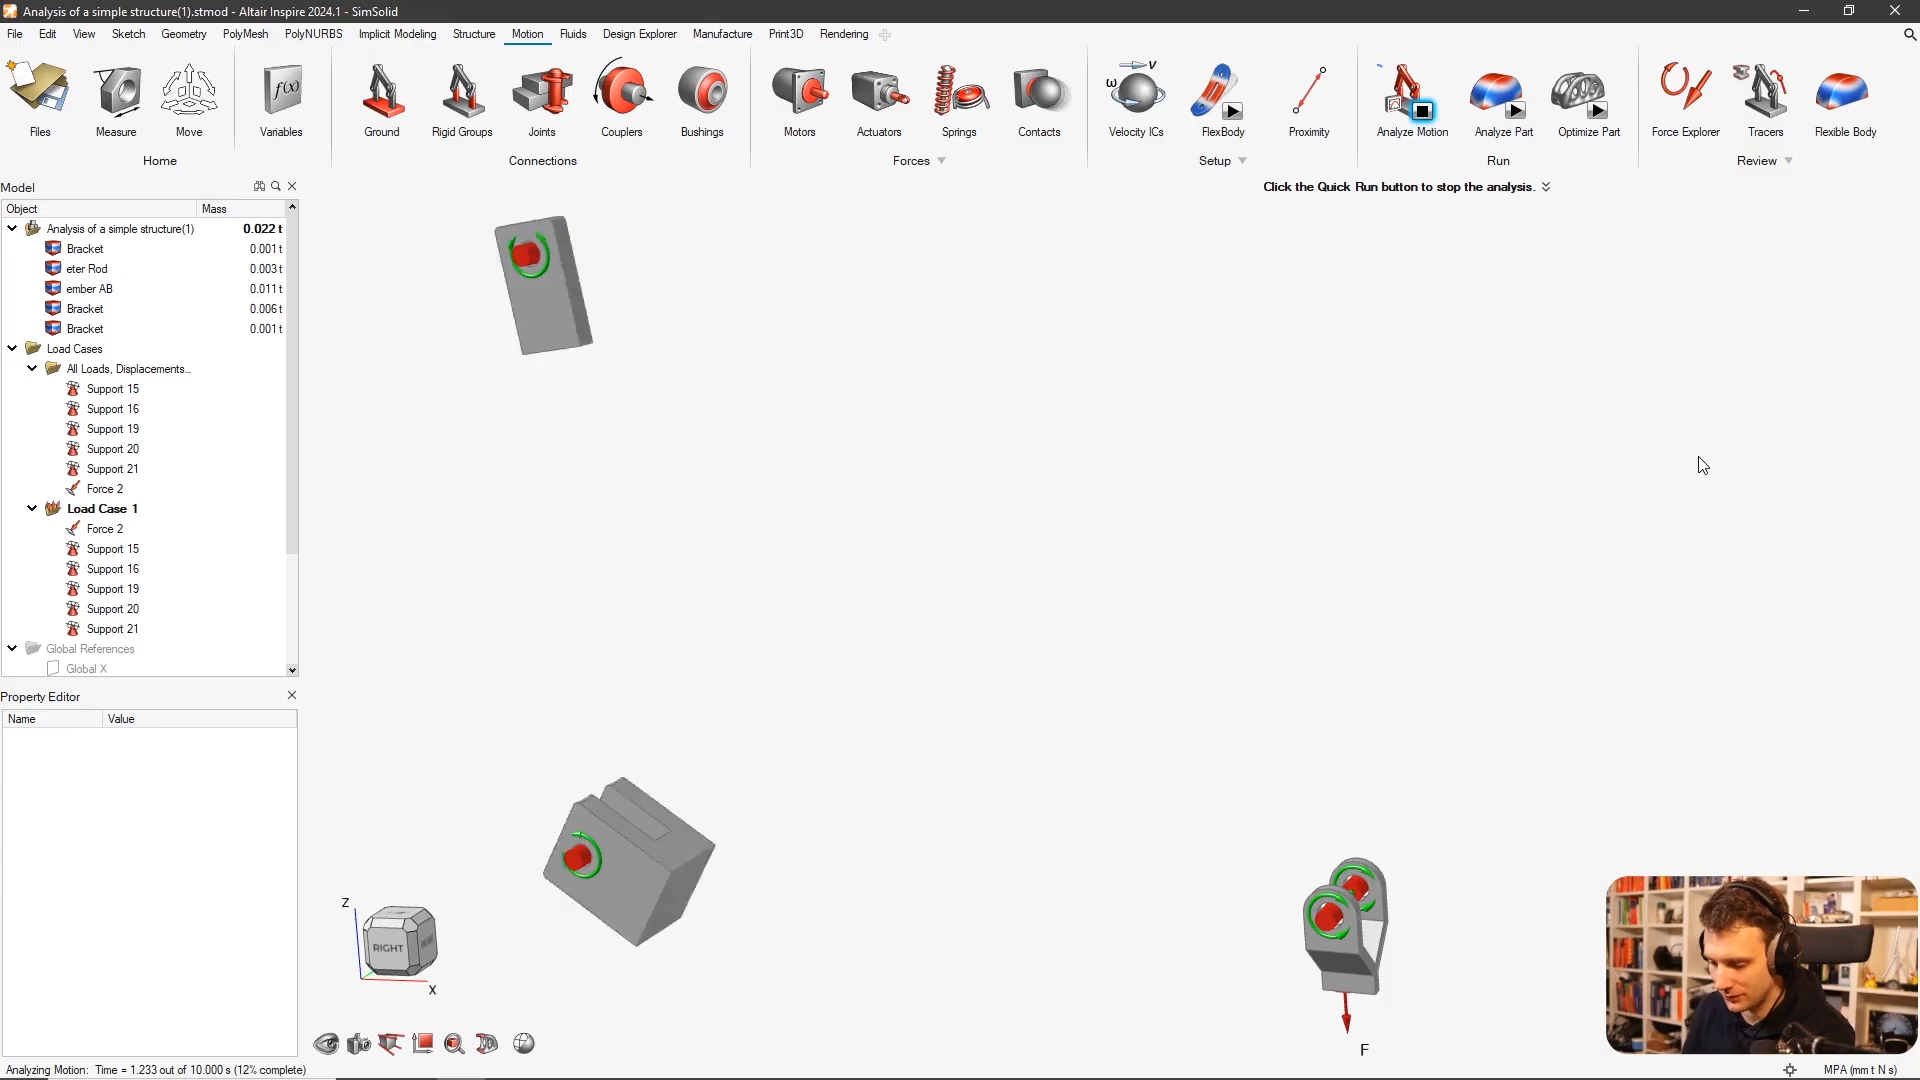 Analysis of a simple structure(1).stmod - Altair Inspire 2024.1 - SimSolid
File Edit View Sketch Geometry PolyMesh PolyNURBS Implicit Modeling Structure Motion Fluids Design Explorer Manufacture Print3D Rendering
f(x) ω v
Files Measure Move Variables Ground Rigid Groups Joints Couplers Bushings Motors Actuators Springs Contacts Velocity ICs FlexBody Proximity Analyze Motion Analyze Part Optimize Part Force Explorer Tracers Flexible Body
Home Connections Forces Setup Run Review
Model
Click the Quick Run button to stop the analysis.
Object Mass
Analysis of a simple structure(1) 0.022 t
Bracket 0.001 t
eter Rod 0.003 t
ember AB 0.011 t
Bracket 0.006 t
Bracket 0.001 t
Load Cases
All Loads, Displacements...
Support 15
Support 16
Support 19
Support 20
Support 21
Force 2
Load Case 1
Force 2
Support 15
Support 16
Support 19
Support 20
Support 21
Global References
Global X
Property Editor
Name Value
Z
RIGHT
X
F
Analyzing Motion: Time = 1.233 out of 10.000 s (12% complete)
MPA (mm t N s)